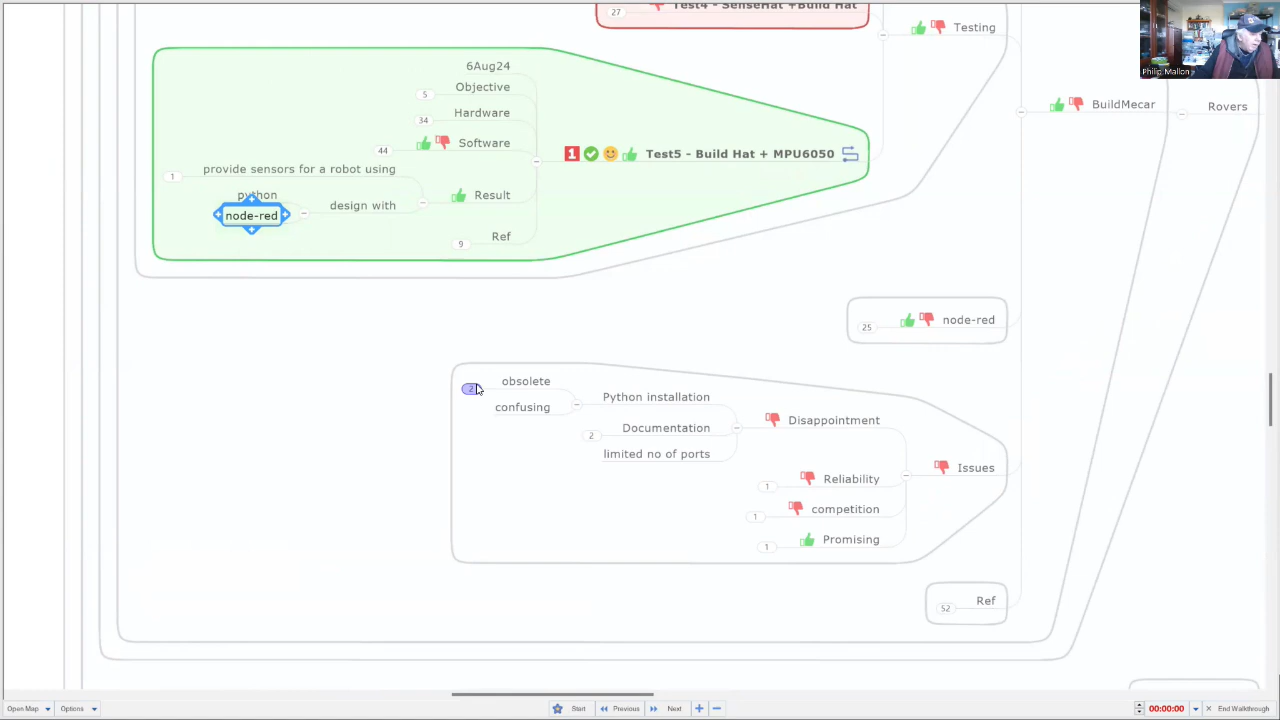 27
Test4 - SenseHat +Build Hat
Testing
Philip Mallon
6Aug24
5
Objective
34
Hardware
44
Software
1
Test5 - Build Hat + MPU6050
1
provide sensors for a robot using
python
node-red
design with
Result
9
Ref
BuildMecar
Rovers
25
node-red
2
obsolete
confusing
Python installation
2
Documentation
limited no of ports
Disappointment
1
Reliability
1
competition
1
Promising
Issues
52
Ref
Open Map
Options
Start
Previous
Next
00:00:00
End Walkthrough